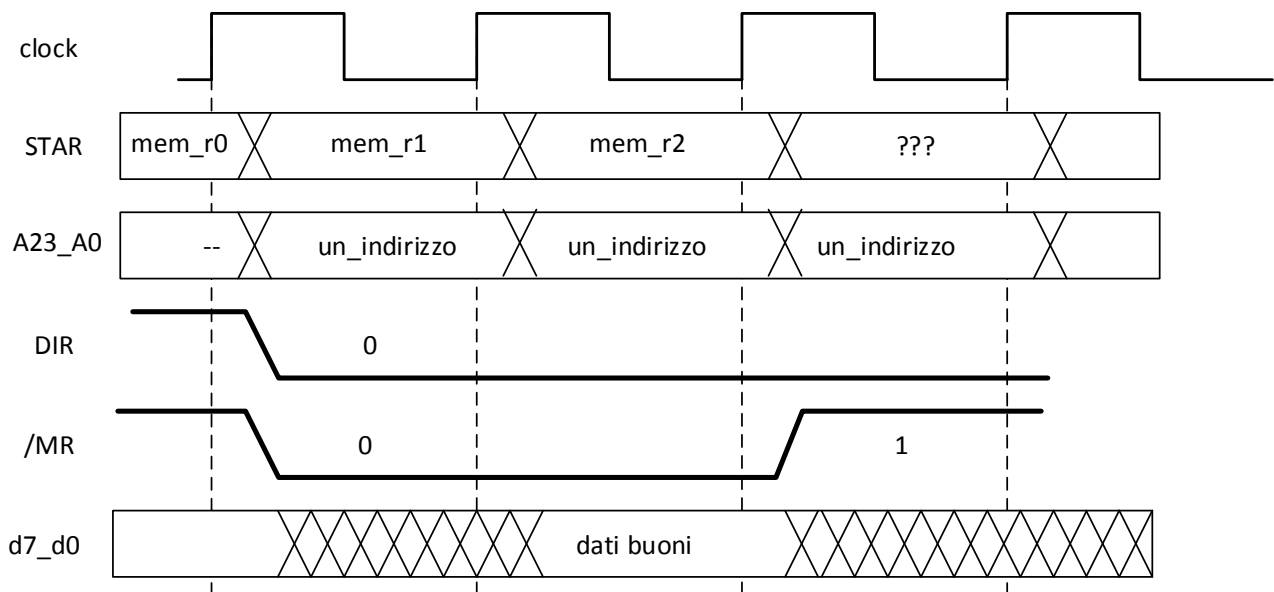 clock
STAR mem_r0 mem_r1 mem_r2 ???
A23_A0 -- un_indirizzo un_indirizzo un_indirizzo
DIR 0
/MR 0 1
d7_d0 dati buoni